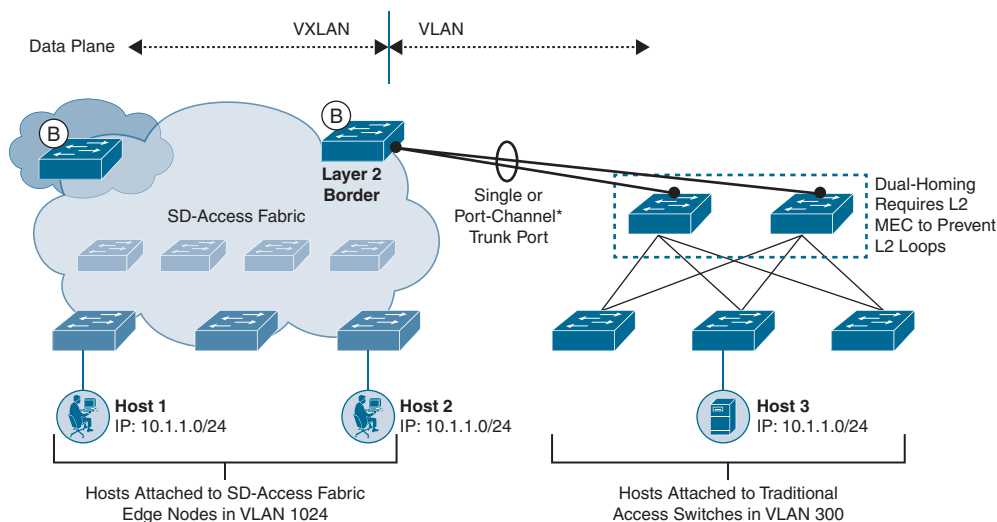 VXLAN
VLAN
Data Plane
B
B
Layer 2
Border
SD-Access Fabric
Single or
Port-Channel*
Trunk Port
Dual-Homing
Requires L2
MEC to Prevent
L2 Loops
Host 1
IP: 10.1.1.0/24
Host 2
IP: 10.1.1.0/24
Host 3
IP: 10.1.1.0/24
Hosts Attached to SD-Access Fabric
Edge Nodes in VLAN 1024
Hosts Attached to Traditional
Access Switches in VLAN 300